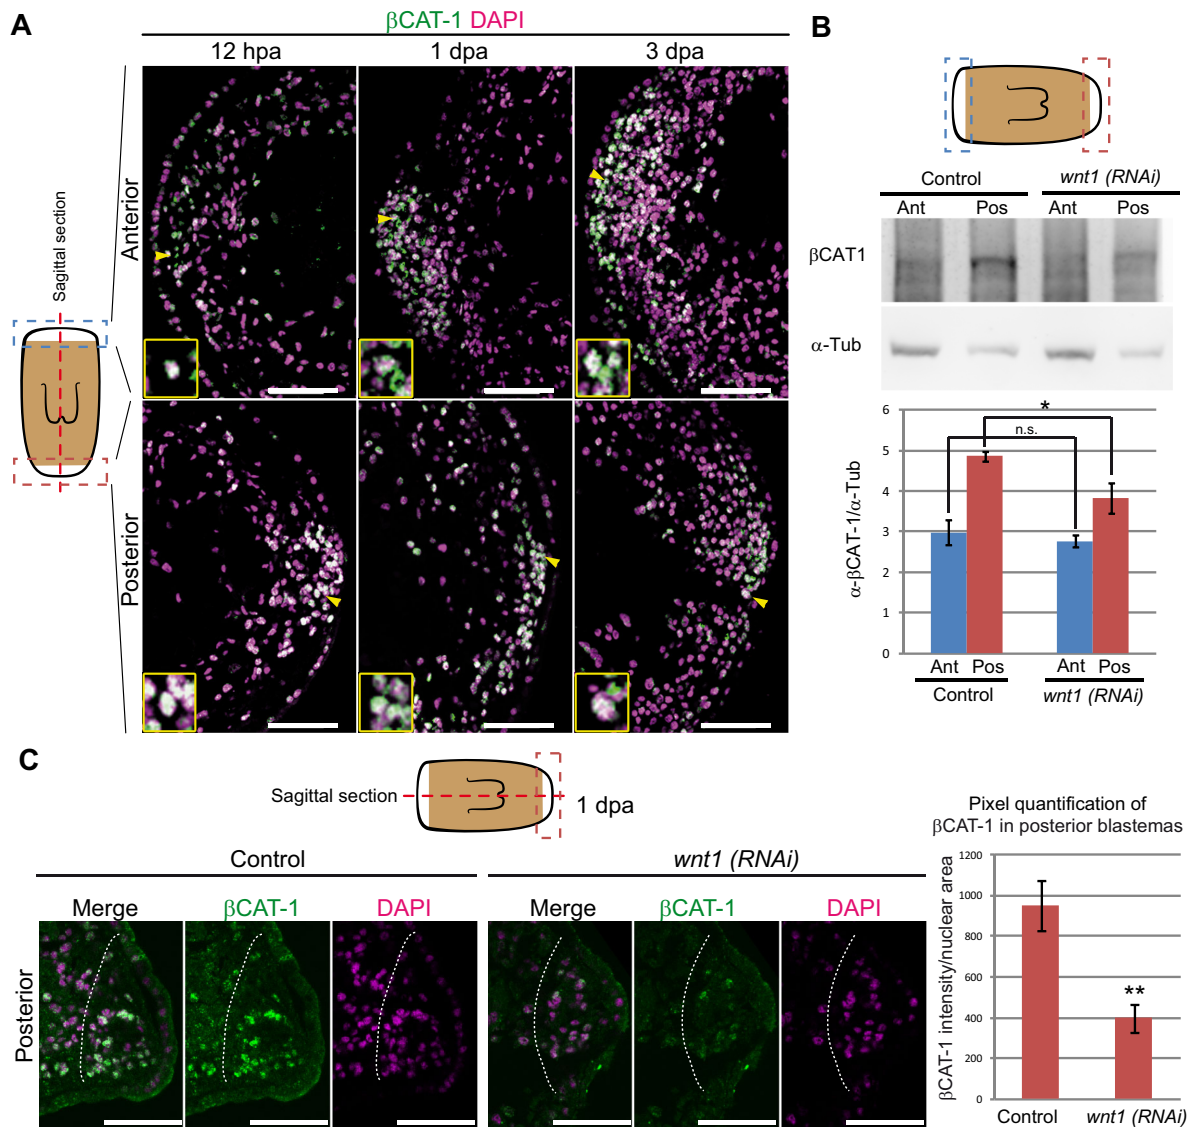 A
βCAT-1 DAPI
12 hpa
1 dpa
3 dpa
Sagittal section
Anterior
Posterior
B
Control
wnt1 (RNAi)
Ant
Pos
Ant
Pos
βCAT1
α-Tub
α-βCAT-1/α-Tub
6
5
4
3
2
1
0
*
n.s.
Ant
Pos
Ant
Pos
Control
wnt1 (RNAi)
C
Sagittal section
1 dpa
Control
wnt1 (RNAi)
Merge
βCAT-1
DAPI
Merge
βCAT-1
DAPI
Posterior
Pixel quantification of
βCAT-1 in posterior blastemas
βCAT-1 intensity/nuclear area
1200
1000
800
600
400
200
0
**
Control
wnt1 (RNAi)